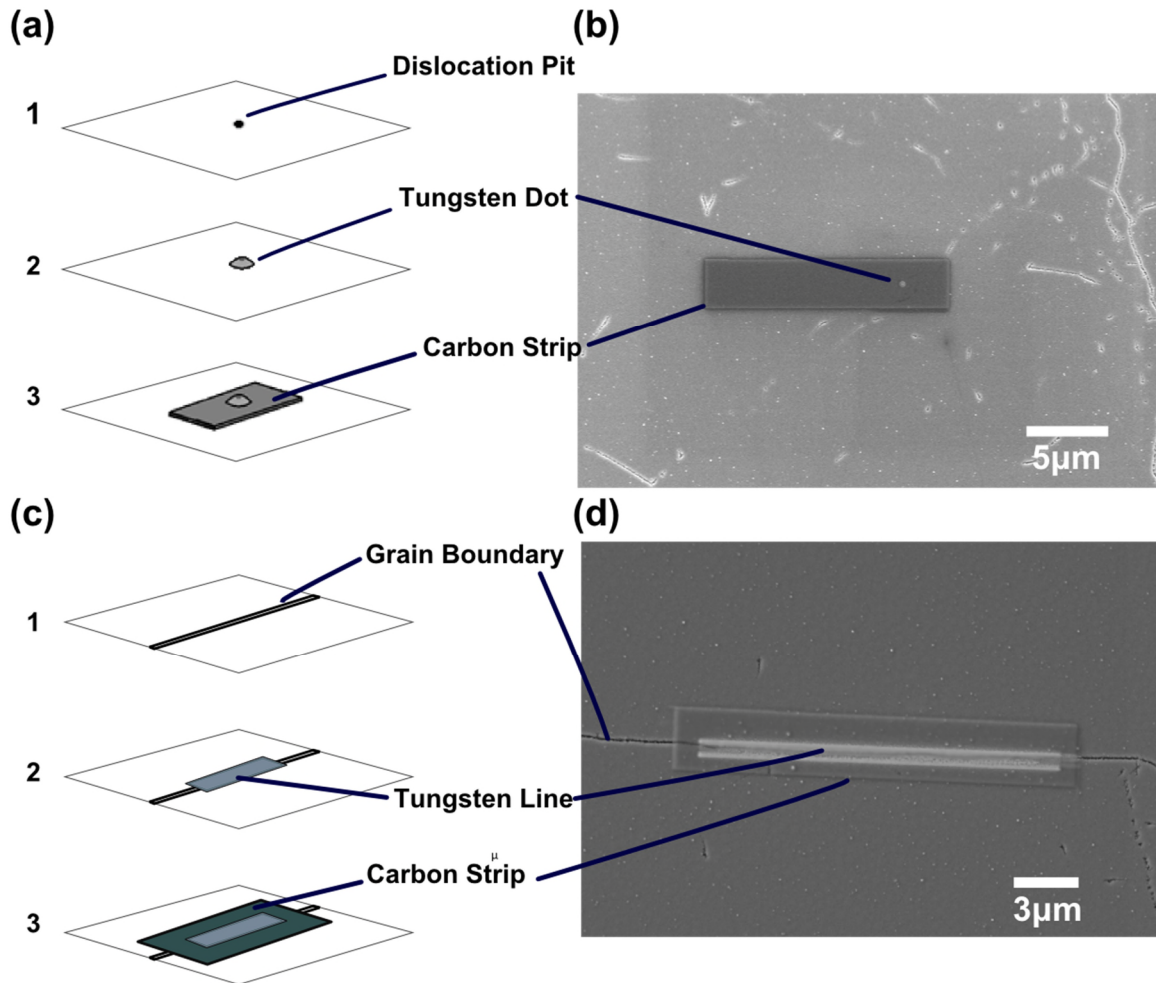 (a)
(b)
Dislocation Pit
1
Tungsten Dot
2
Carbon Strip
3
5μm
(c)
(d)
Grain Boundary
1
2
Tungsten Line
μ
Carbon Strip
3
3μm